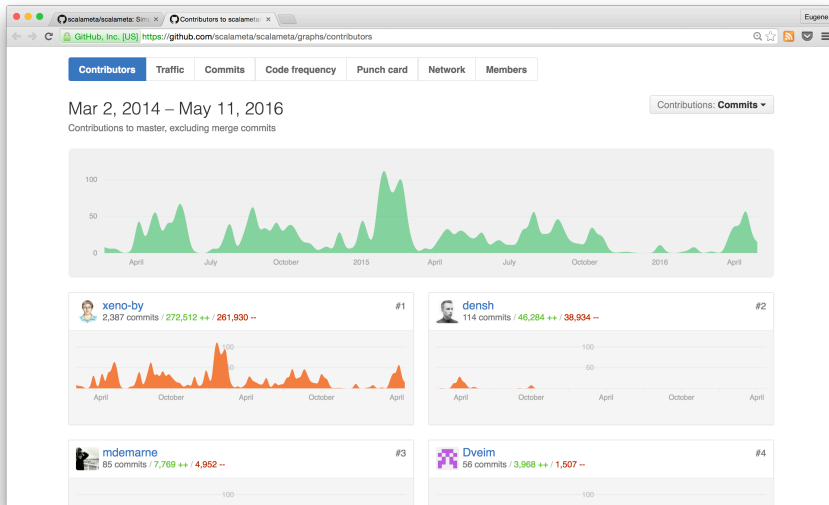 scalameta/scalameta: Sim
Contributors to scalameta
Eugene
GitHub, Inc. [US] https://github.com/scalameta/scalameta/graphs/contributors
Contributors Traffic Commits Code frequency Punch card Network Members
Mar 2, 2014 – May 11, 2016
Contributions: Commits
Contributions to master, excluding merge commits
100
50
0
April July October 2015 April July October 2016 April
xeno-by #1
2,387 commits / 272,512 ++ / 261,930 --
100
50
April October April October April
densh #2
114 commits / 46,284 ++ / 38,934 --
100
50
April October April October April
mdemarne #3
85 commits / 7,769 ++ / 4,952 --
100
Dveim #4
56 commits / 3,968 ++ / 1,507 --
100